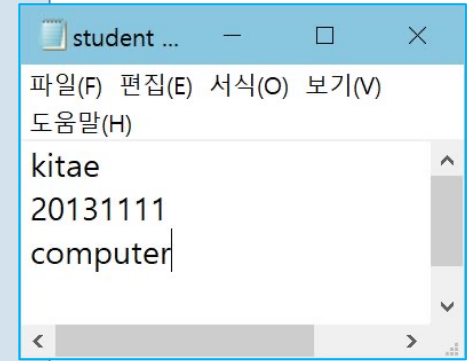 student ...
파일(F) 편집(E) 서식(O) 보기(V)
도움말(H)
kitae
20131111
computer